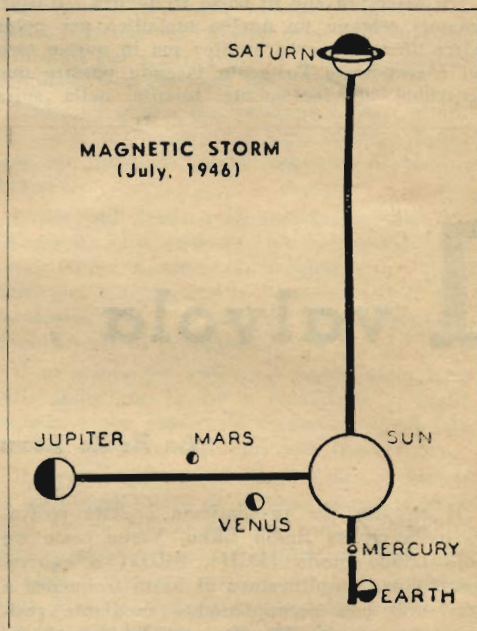 SATURN
MAGNETIC STORM
(July, 1946)
JUPITER
MARS
SUN
VENUS
MERCURY
EARTH